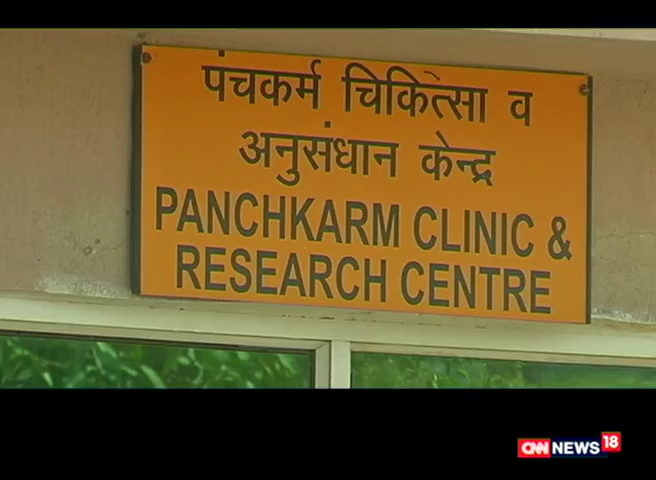 पंचकर्म चिकित्सा व
अनुसंधान केन्द्र
PANCHKARM CLINIC &
RESEARCH CENTRE
CNN NEWS 18